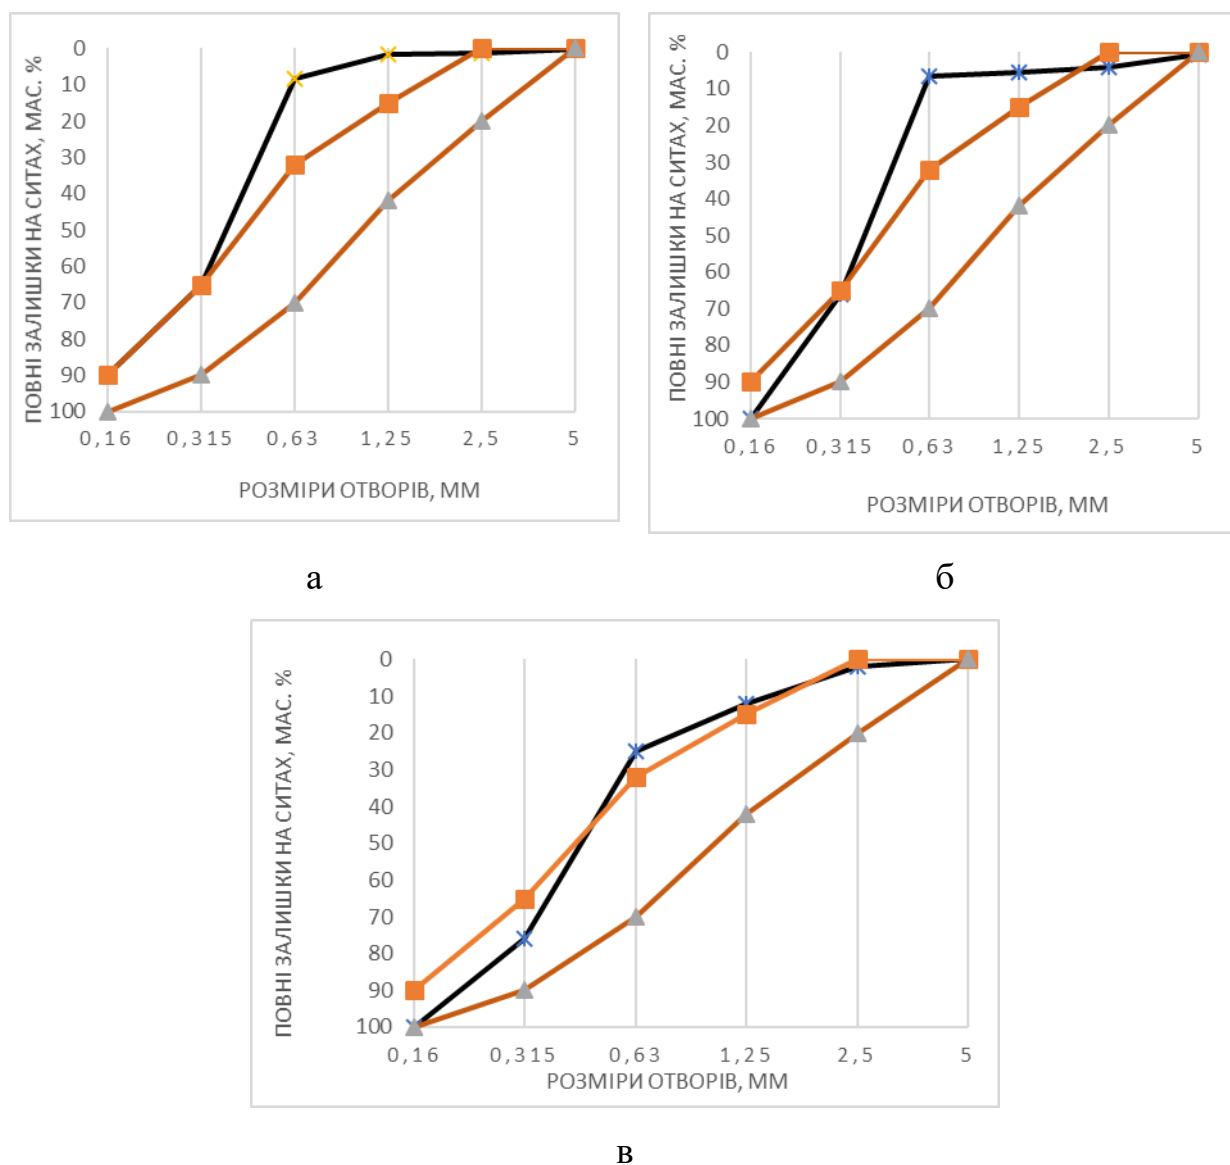 ПОВНІ ЗАЛИШКИ НА СИТАХ, МАС. %
0
10
20
30
40
50
60
70
80
90
100
0,16 0,315 0,63 1,25 2,5 5
РОЗМІРИ ОТВОРІВ, ММ
а
ПОВНІ ЗАЛИШКИ НА СИТАХ, МАС. %
0
10
20
30
40
50
60
70
80
90
100
0,16 0,315 0,63 1,25 2,5 5
РОЗМІРИ ОТВОРІВ, ММ
б
ПОВНІ ЗАЛИШКИ НА СИТАХ, МАС. %
0
10
20
30
40
50
60
70
80
90
100
0,16 0,315 0,63 1,25 2,5 5
РОЗМІРИ ОТВОРІВ, ММ
в